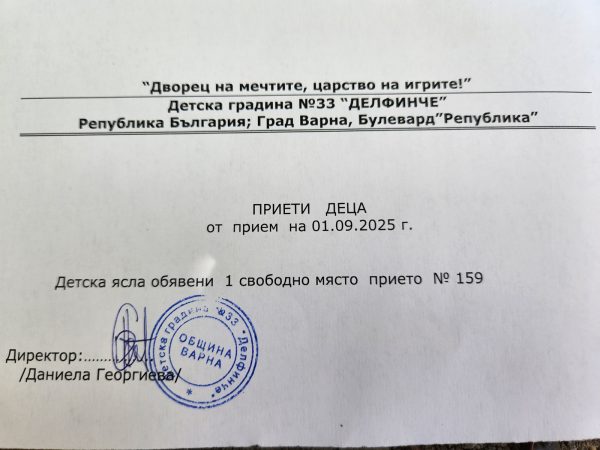 “Дворец на мечтите, царство на игрите!”
Детска градина №33 “ДЕЛФИНЧЕ”
Република България; Град Варна, Булевард”Република”
ПРИЕТИ ДЕЦА
от прием на 01.09.2025 г.
Детска ясла обявени 1 свободно място прието № 159
Директор:..............
/Даниела Георгиева/
Детска градина №33 "Делфинче"
ОБЩИНА
ВАРНА